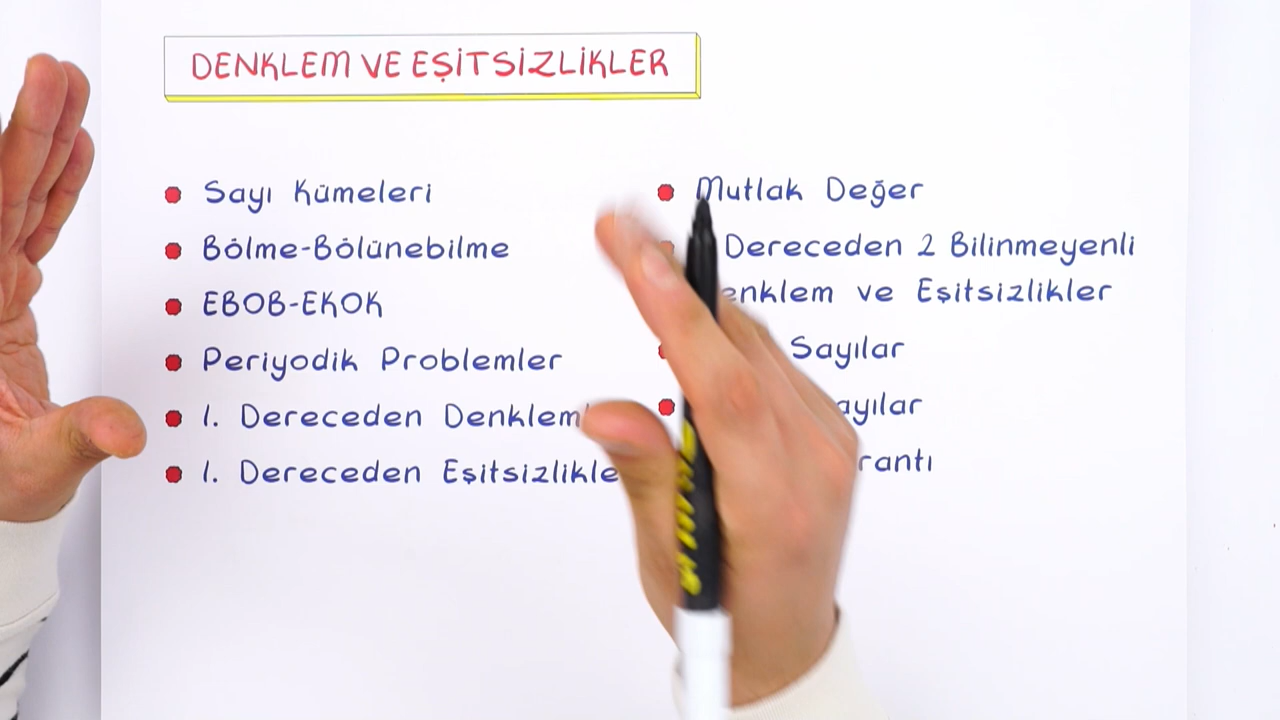 DENKLEM VE EŞİTSİZLİKLER
Sayı Kümeleri
Bölme-Bölünebilme
EBOB-EKOK
Periyodik Problemler
1. Dereceden Denklem
1. Dereceden Eşitsizlikle
Mutlak Değer
Dereceden 2 Bilinmeyenli
enklem ve Eşitsizlikler
Sayılar
ayılar
rantı